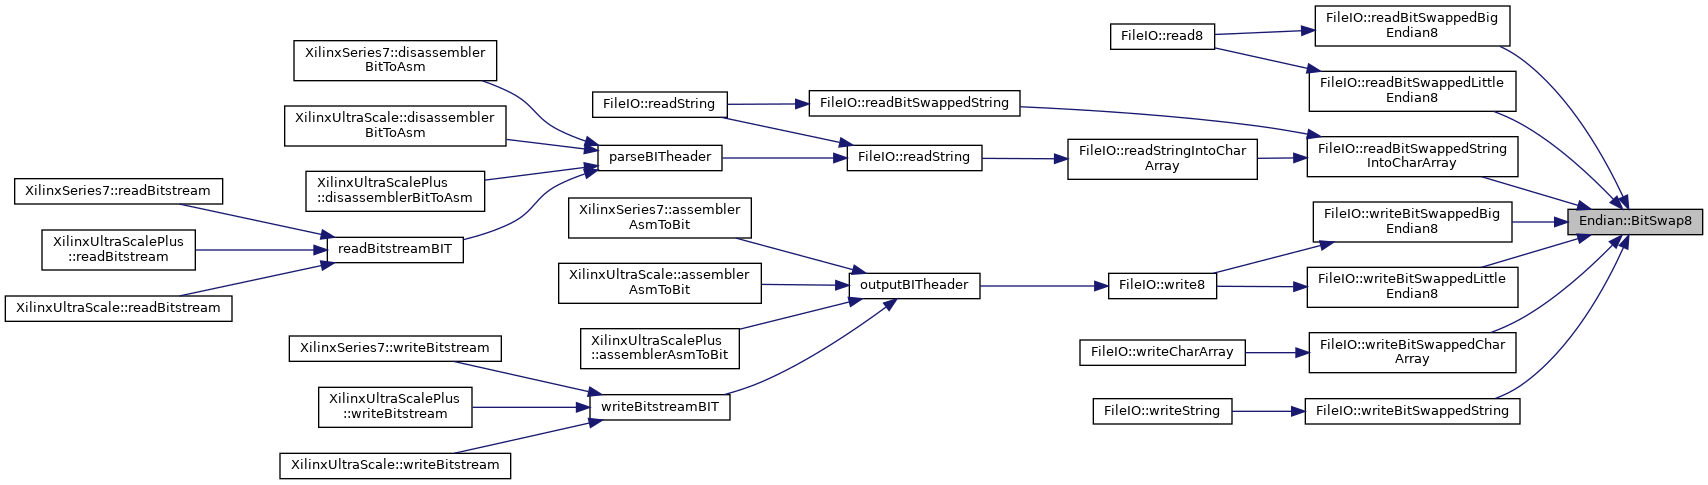 FileIO::readBitSwappedBig
Endian8
FileIO::read8
XilinxSeries7::disassembler
BitToAsm
FileIO::readBitSwappedLittle
Endian8
FileIO::readString
FileIO::readBitSwappedString
XilinxUltraScale::disassembler
BitToAsm
FileIO::readBitSwappedString
IntoCharArray
parseBITheader
FileIO::readString
FileIO::readStringIntoChar
Array
XilinxUltraScalePlus
::disassemblerBitToAsm
XilinxSeries7::readBitstream
XilinxSeries7::assembler
AsmToBit
FileIO::writeBitSwappedBig
Endian8
Endian::BitSwap8
XilinxUltraScalePlus
::readBitstream
readBitstreamBIT
XilinxUltraScale::assembler
AsmToBit
outputBITheader
FileIO::write8
FileIO::writeBitSwappedLittle
Endian8
XilinxUltraScale::readBitstream
XilinxUltraScalePlus
::assemblerAsmToBit
XilinxSeries7::writeBitstream
FileIO::writeCharArray
FileIO::writeBitSwappedChar
Array
XilinxUltraScalePlus
::writeBitstream
writeBitstreamBIT
FileIO::writeString
FileIO::writeBitSwappedString
XilinxUltraScale::writeBitstream